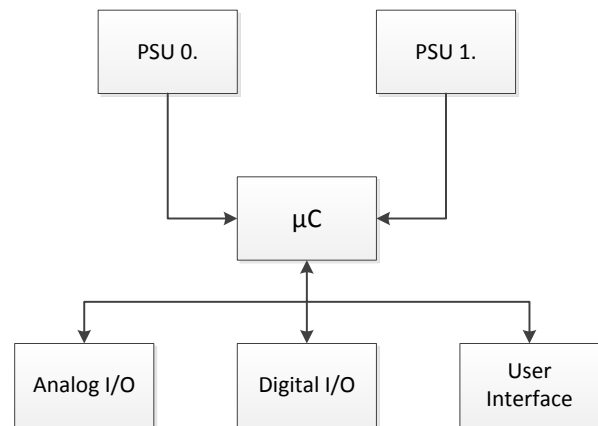 PSU 0.
PSU 1.
µC
Analog I/O
Digital I/O
User
Interface